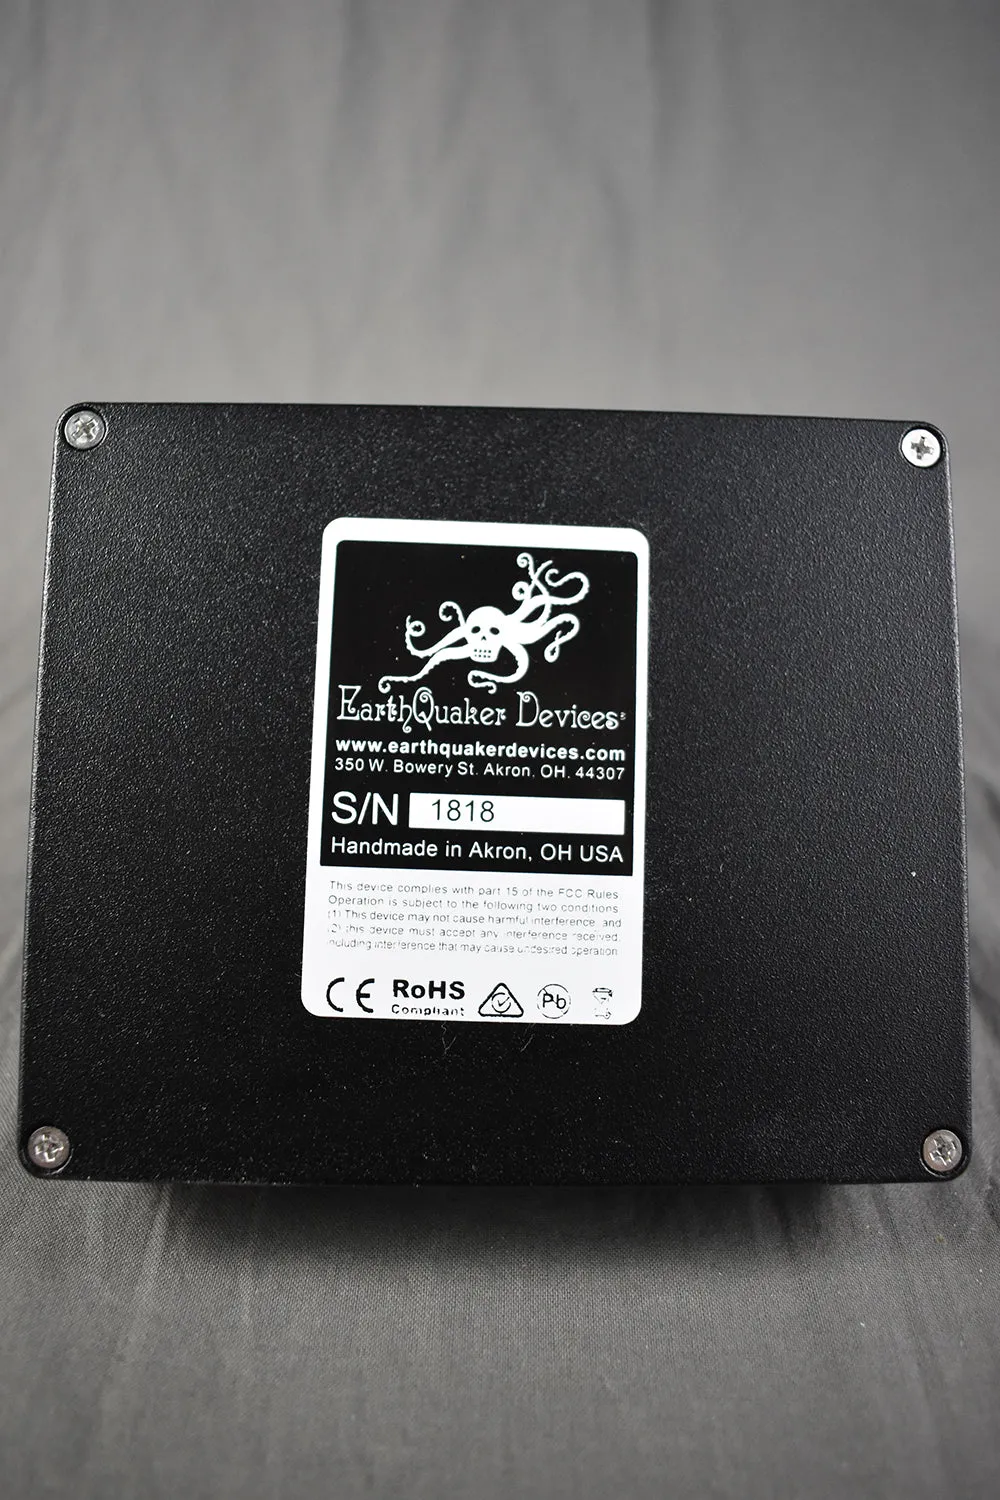 EarthQuaker Devices®
www.earthquakerdevices.com
350 W. Bowery St. Akron, OH. 44307
S/N 1818
Handmade in Akron, OH USA
This device complies with part 15 of the FCC Rules
Operation is subject to the following two conditions
(1) This device may not cause harmful interference, and
(2) this device must accept any interference received,
including interference that may cause undesired operation
CE RoHS Pb
Compliant